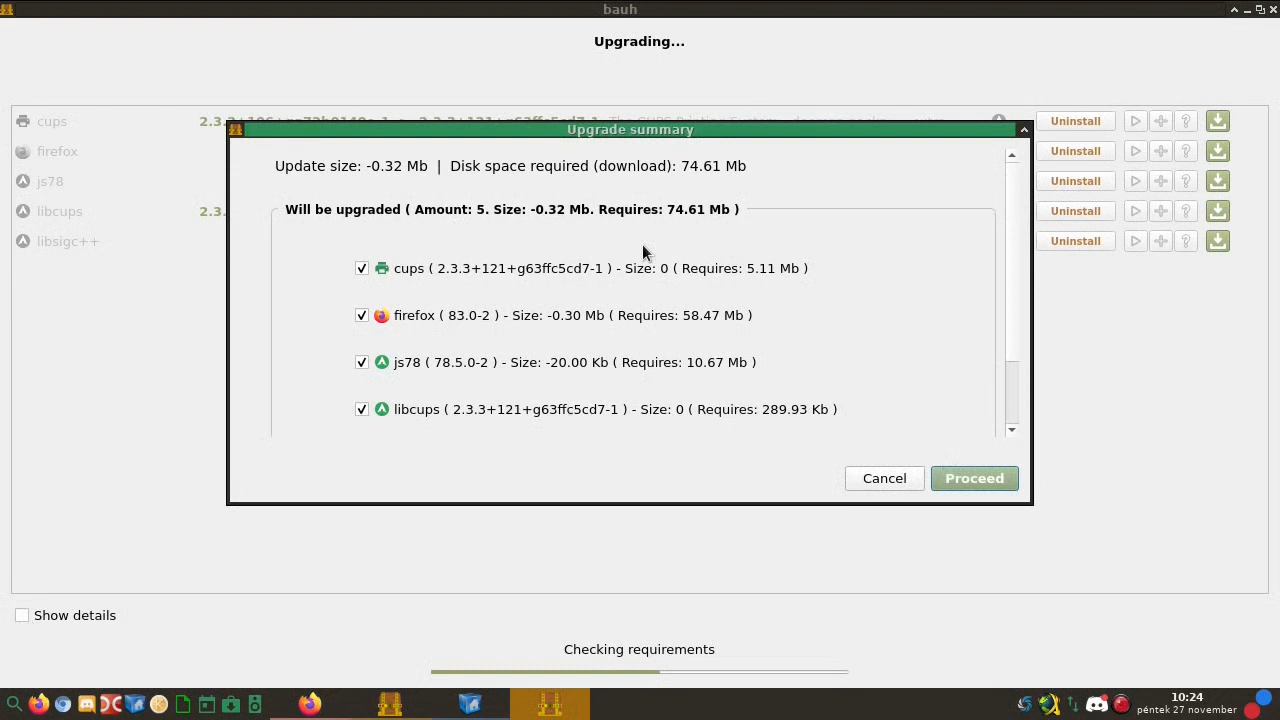 bauh
Upgrading...
cups
2.3.
Uninstall
Upgrade summary
firefox
Uninstall
js78
Uninstall
libcups
2.3.
Uninstall
libsigc++
Uninstall
Update size: -0.32 Mb | Disk space required (download): 74.61 Mb
Will be upgraded ( Amount: 5. Size: -0.32 Mb. Requires: 74.61 Mb )
cups ( 2.3.3+121+g63ffc5cd7-1 ) - Size: 0 ( Requires: 5.11 Mb )
firefox ( 83.0-2 ) - Size: -0.30 Mb ( Requires: 58.47 Mb )
js78 ( 78.5.0-2 ) - Size: -20.00 Kb ( Requires: 10.67 Mb )
libcups ( 2.3.3+121+g63ffc5cd7-1 ) - Size: 0 ( Requires: 289.93 Kb )
Cancel
Proceed
Show details
Checking requirements
10:24
péntek 27 november